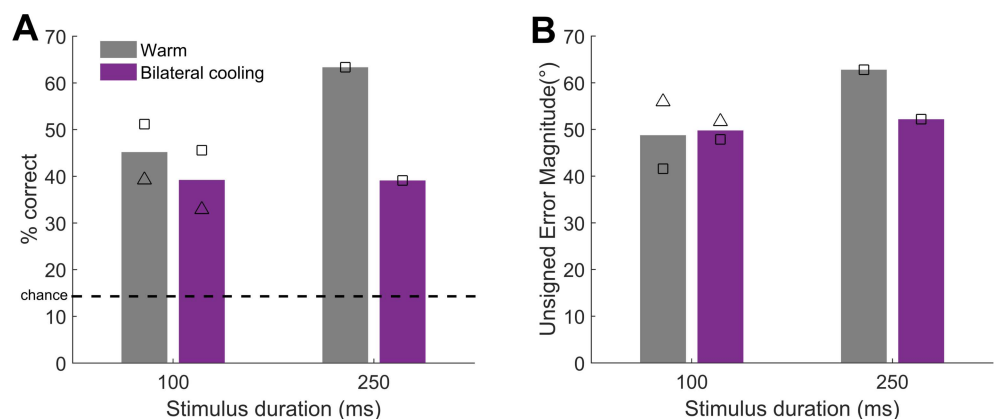 A
70
60
50
40
30
20
10
0
% correct
chance
Warm
Bilateral cooling
100
250
Stimulus duration (ms)
B
70
60
50
40
30
20
10
0
Unsigned Error Magnitude(°)
100
250
Stimulus duration (ms)